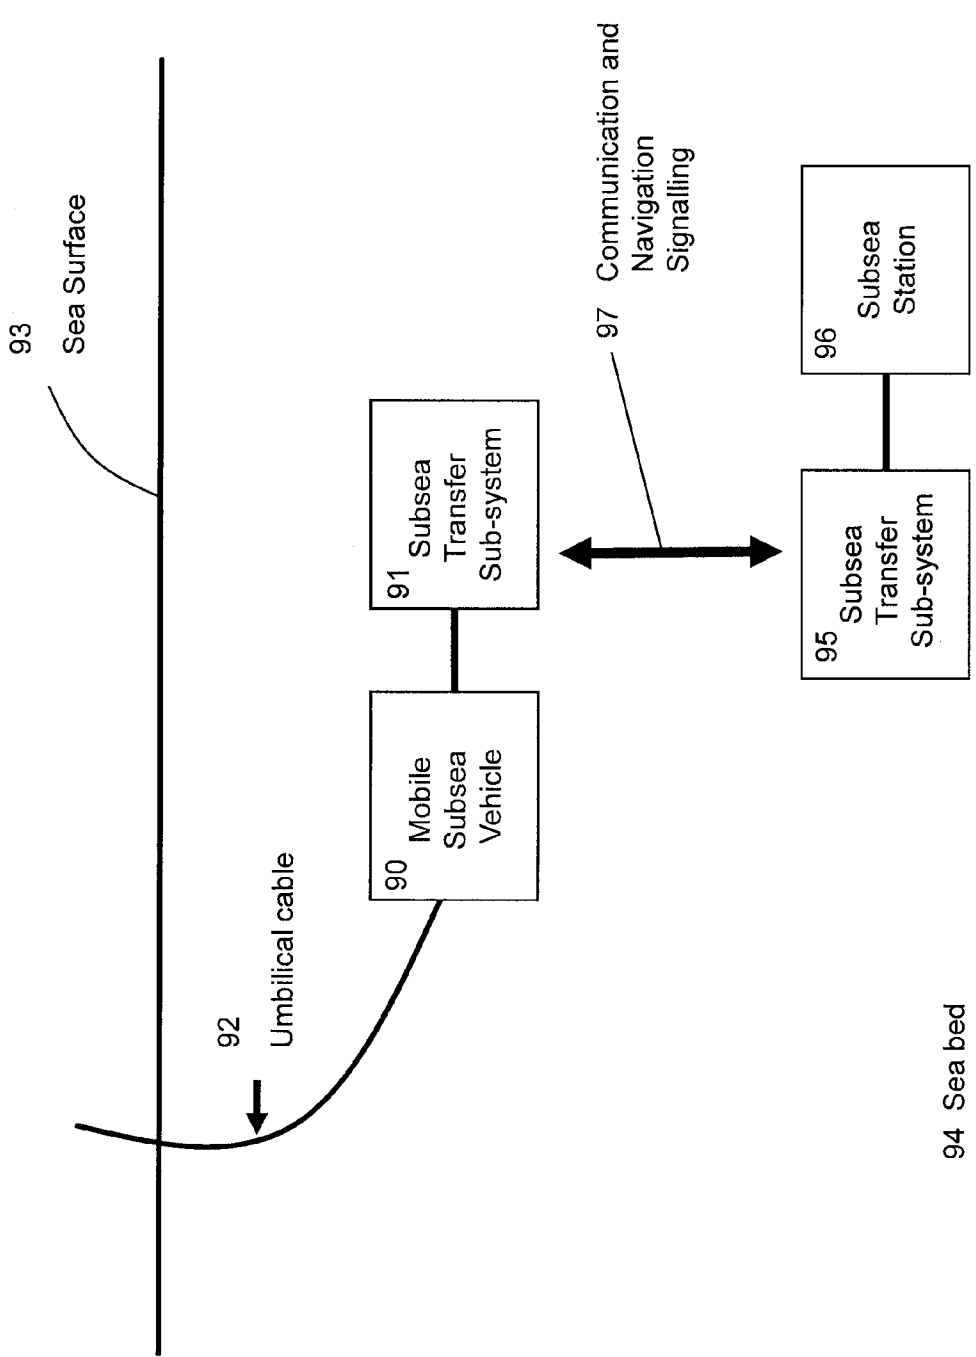 93
Sea Surface
92
Umbilical cable
90
Mobile
Subsea
Vehicle
91
Subsea
Transfer
Sub-system
97 Communication and
Navigation
Signalling
95
Subsea
Transfer
Sub-system
96
Subsea
Station
94 Sea bed